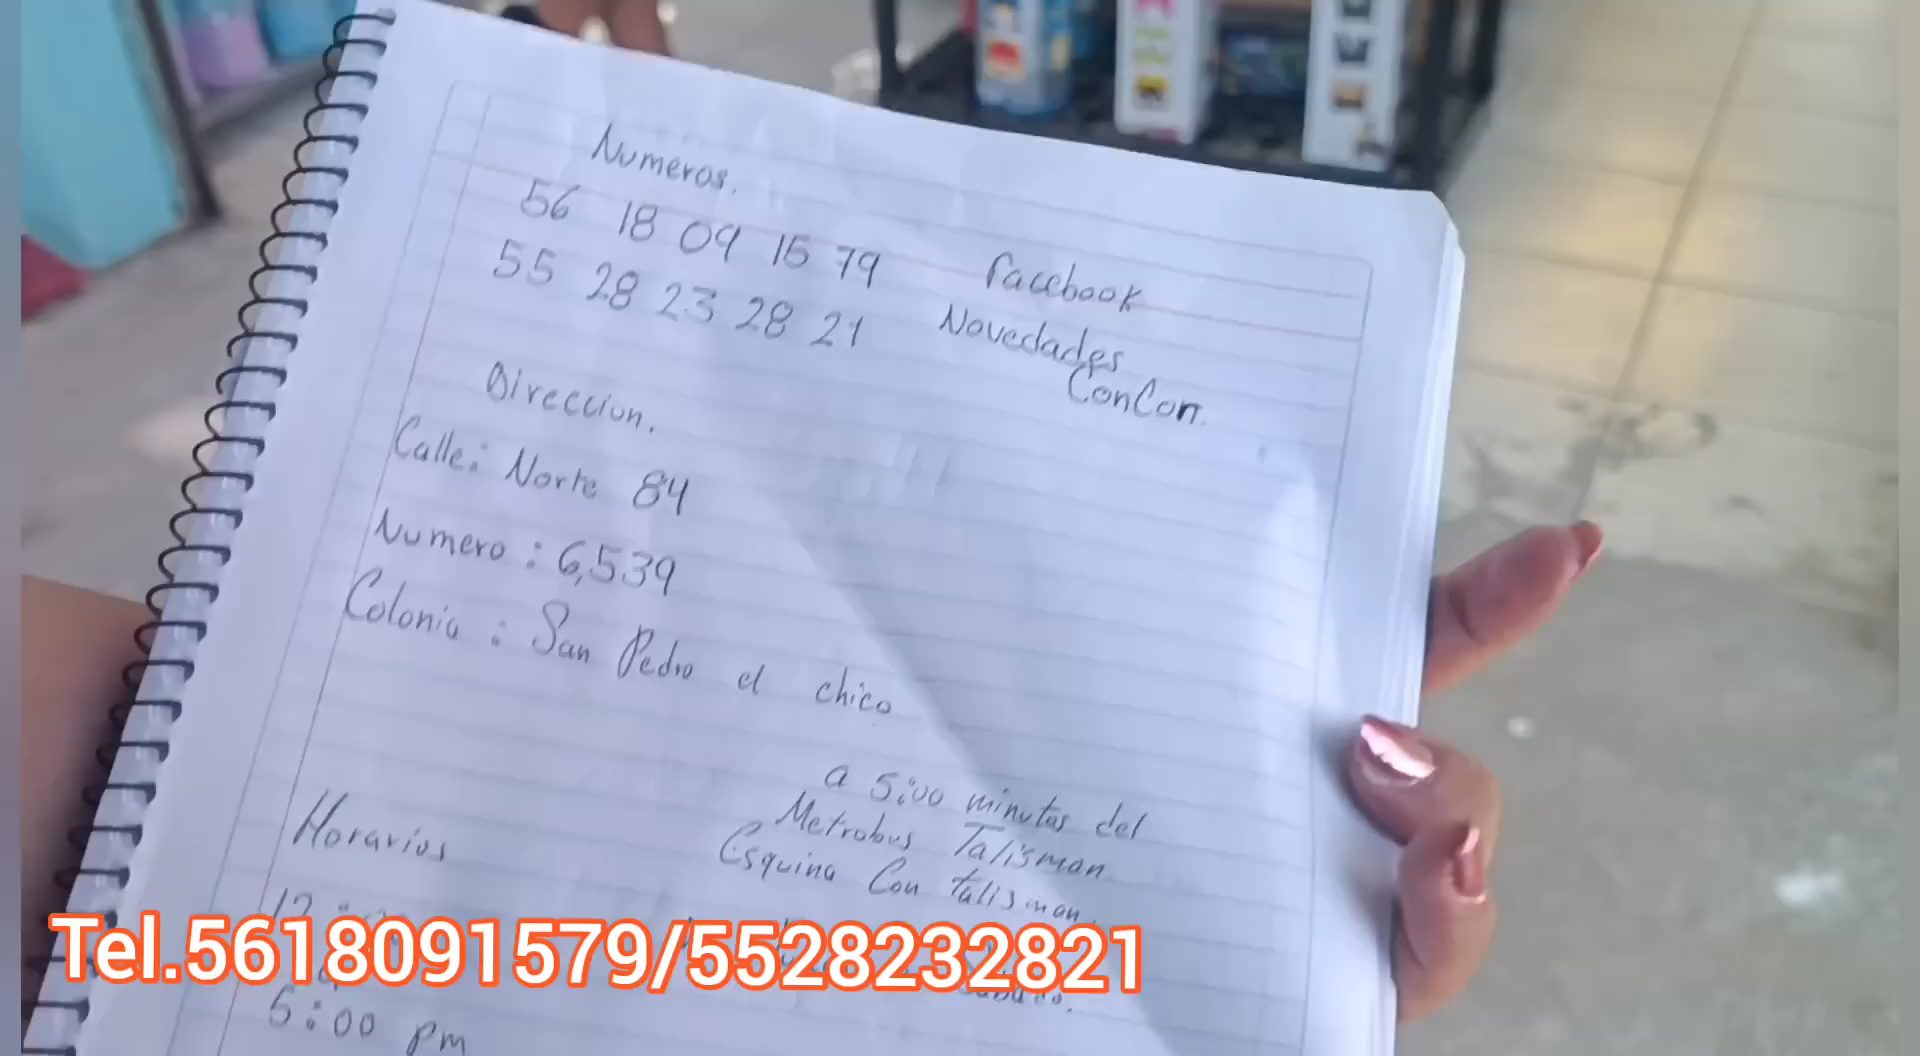 Numeros.
56 18 09 15 79
facebook
55 28 23 28 21
Novedades
ConCon.
Direccion.
Calle: Norte 84
Numero: 6,539
Colonia: San Pedro el chico
a 5:00 minutos del
Metrobus Talisman
Esquina Con talisman.
Horarios
5:00 pm
Tel.5618091579/5528232821